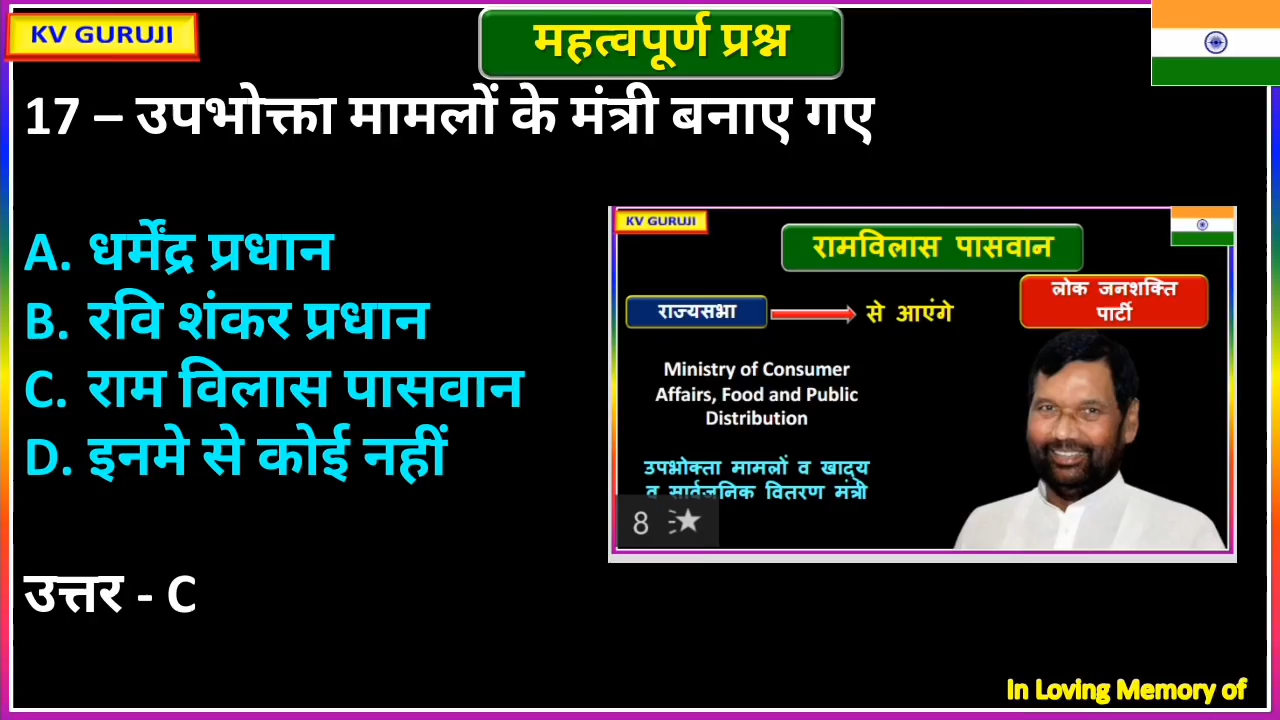 KV GURUJI
महत्वपूर्ण प्रश्न
17 – उपभोक्ता मामलों के मंत्री बनाए गए
A. धर्मेंद्र प्रधान
B. रवि शंकर प्रधान
C. राम विलास पासवान
D. इनमे से कोई नहीं
उत्तर - C
KV GURUJI
रामविलास पासवान
राज्यसभा
से आएंगे
लोक जनशक्ति
पार्टी
Ministry of Consumer
Affairs, Food and Public
Distribution
उपभोक्ता मामलों व खाद्य
व सार्वजनिक वितरण मंत्री
8
In Loving Memory of